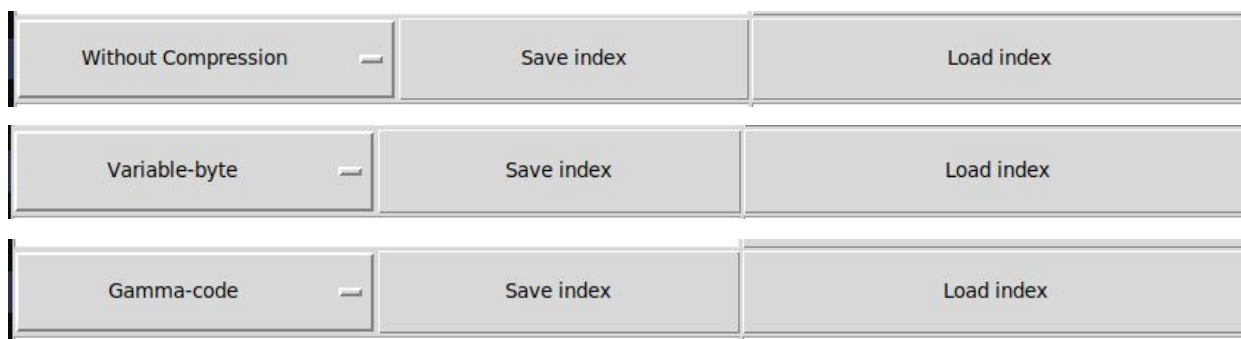 Without Compression Save index Load index
Variable-byte Save index Load index
Gamma-code Save index Load index